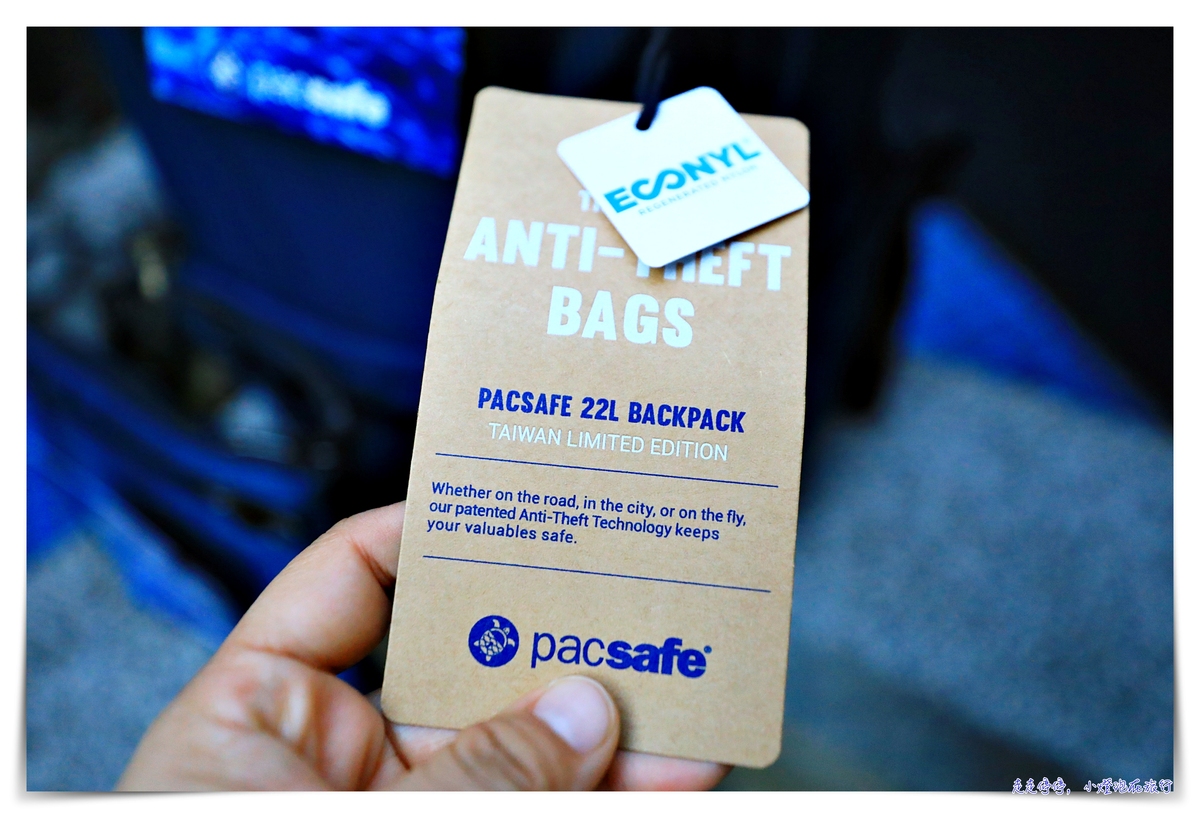 pacsafe
ECONYL®
REGENERATED NYLON
ANTI-THEFT
BAGS
PACSAFE 22L BACKPACK
TAIWAN LIMITED EDITION
Whether on the road, in the city, or on the fly,
our patented Anti-Theft Technology keeps
your valuables safe.
pacsafe®